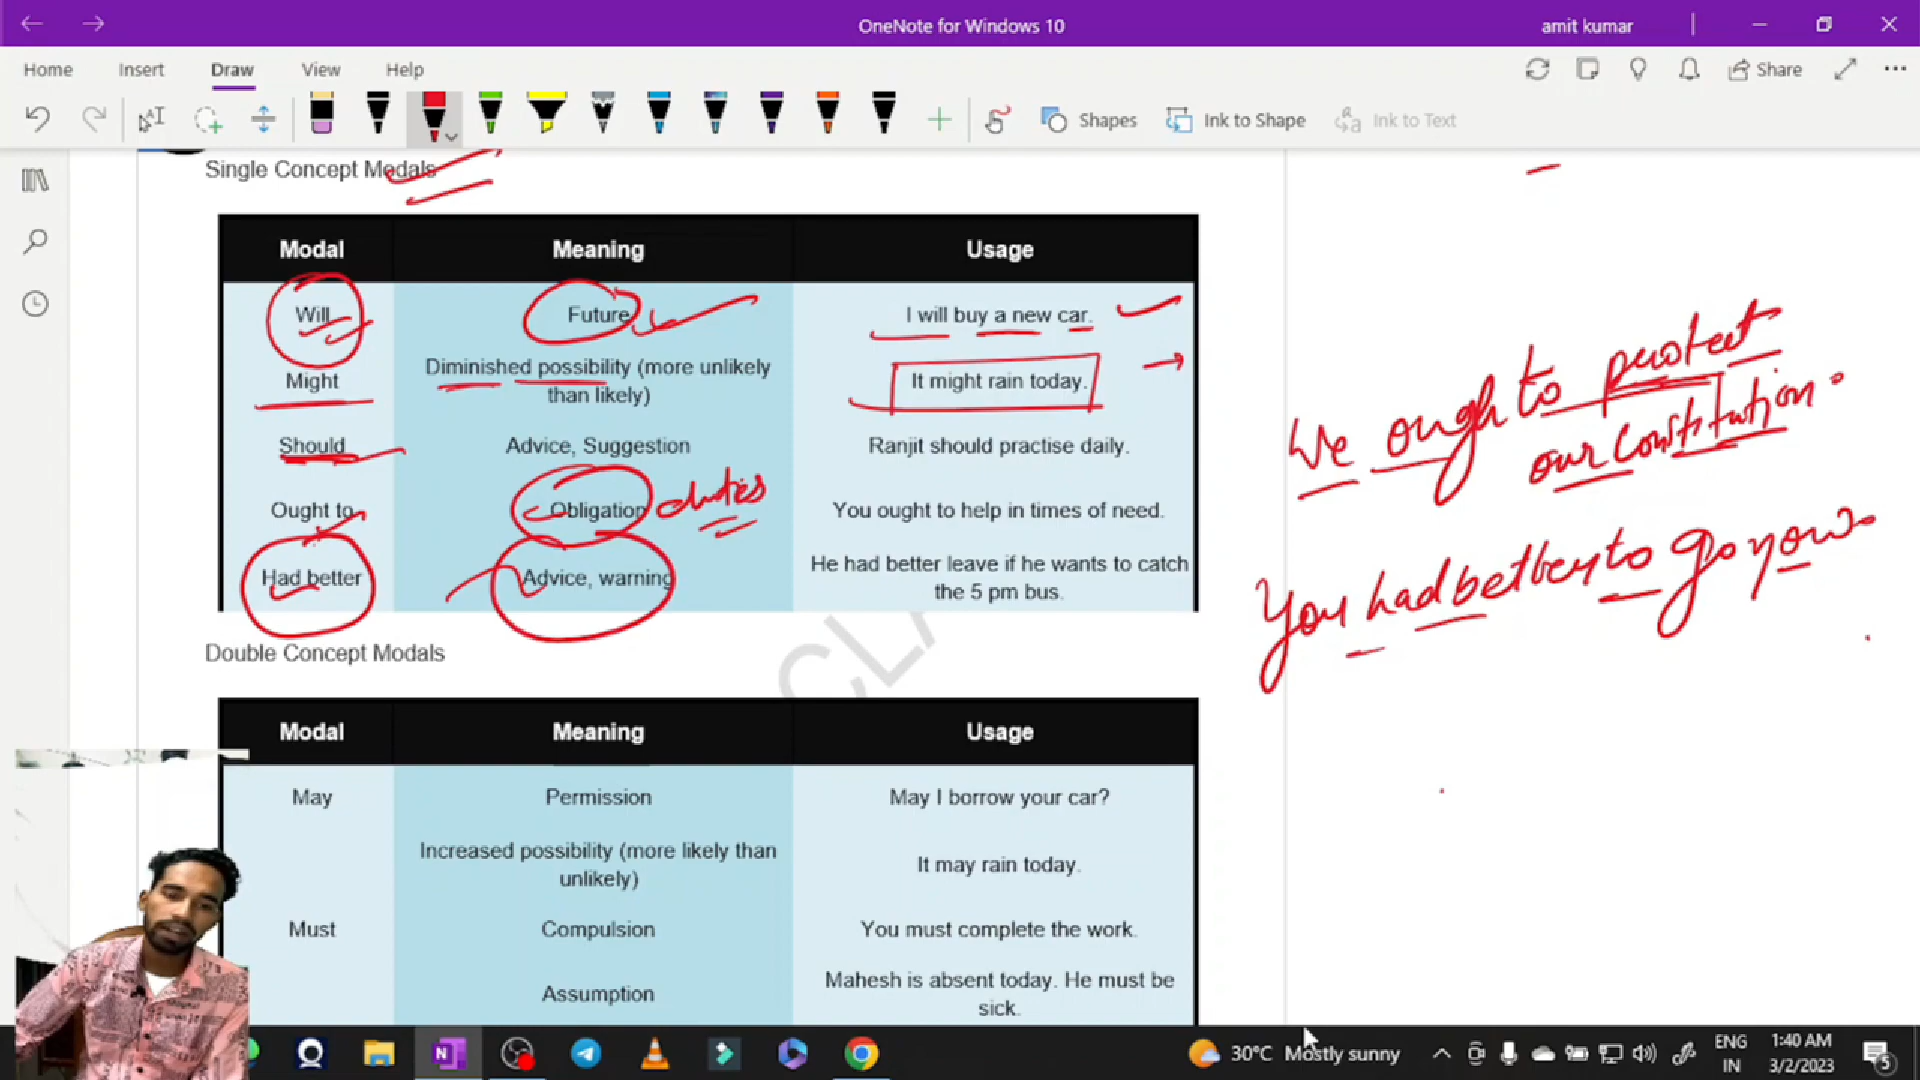 OneNote for Windows 10
amit kumar
Home Insert Draw View Help
Share
Shapes Ink to Shape Ink to Text
Single Concept Modals
Modal Meaning Usage
Will Future I will buy a new car.
Might Diminished possibility (more unlikely than likely) It might rain today.
Should Advice, Suggestion Ranjit should practise daily.
Ought to Obligation duties You ought to help in times of need.
Had better Advice, warning He had better leave if he wants to catch
the 5 pm bus.
We ought to protect
our constitution.
You had better to go now
Double Concept Modals
Modal Meaning Usage
May Permission May I borrow your car?
Increased possibility (more likely than
unlikely) It may rain today.
Must Compulsion You must complete the work.
Assumption Mahesh is absent today. He must be
sick.
30°C Mostly sunny
ENG
IN
1:40 AM
3/2/2023
5